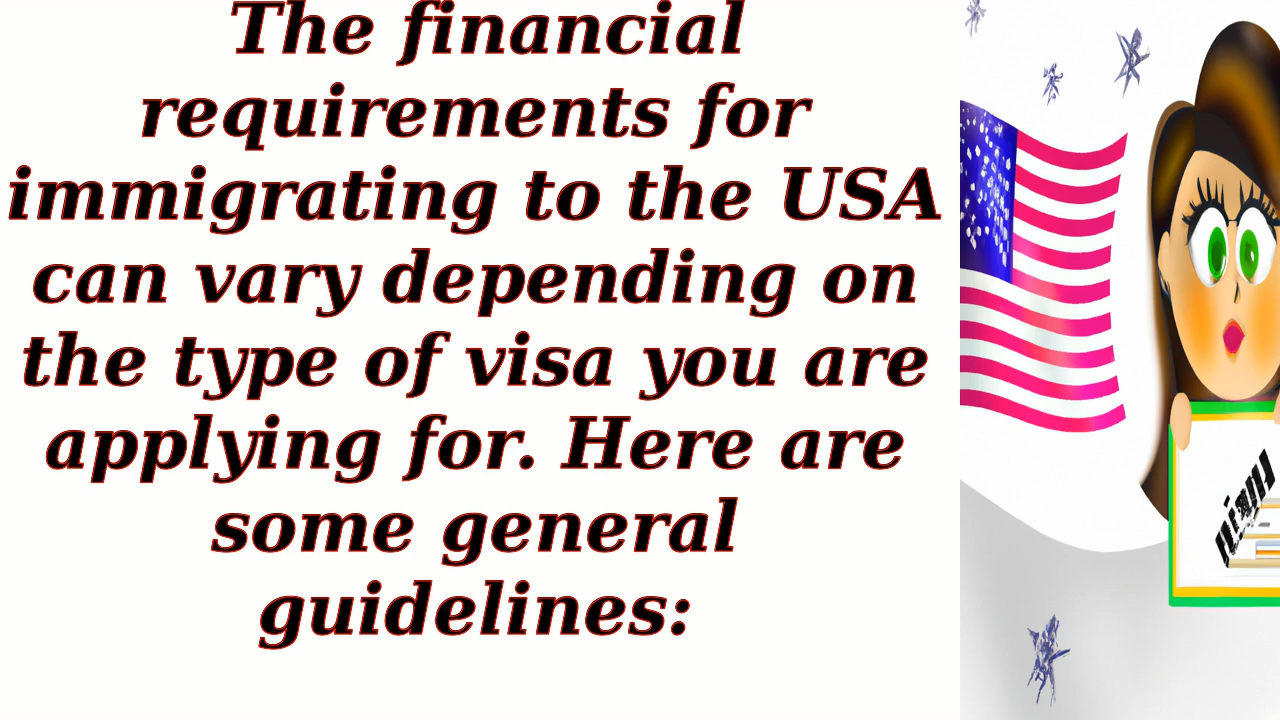 The financial
requirements for
immigrating to the USA
can vary depending on
the type of visa you are
applying for. Here are
some general
guidelines: